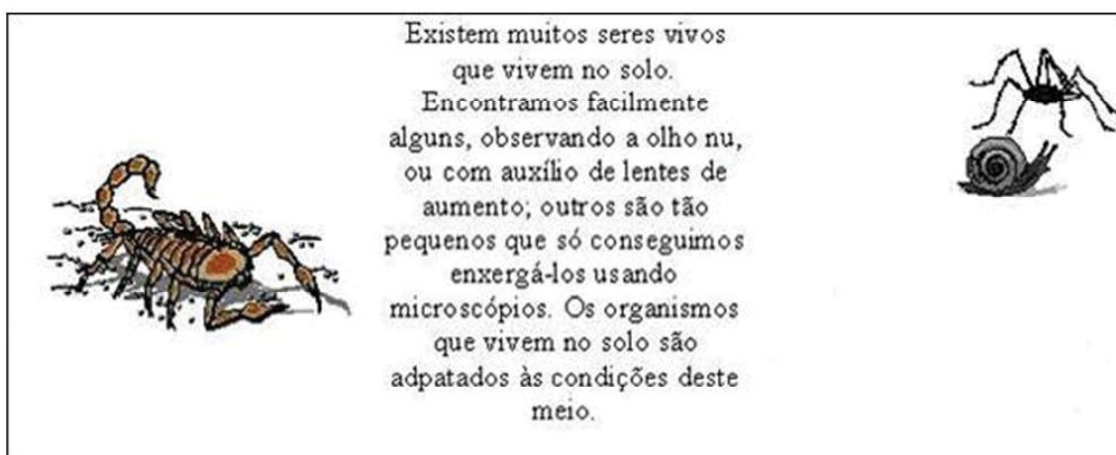 Existem muitos seres vivos
que vivem no solo.
Encontramos facilmente
alguns, observando a olho nu,
ou com auxílio de lentes de
aumento; outros são tão
pequenos que só conseguimos
enxergá-los usando
microscópios. Os organismos
que vivem no solo são
adpatados às condições deste
meio.